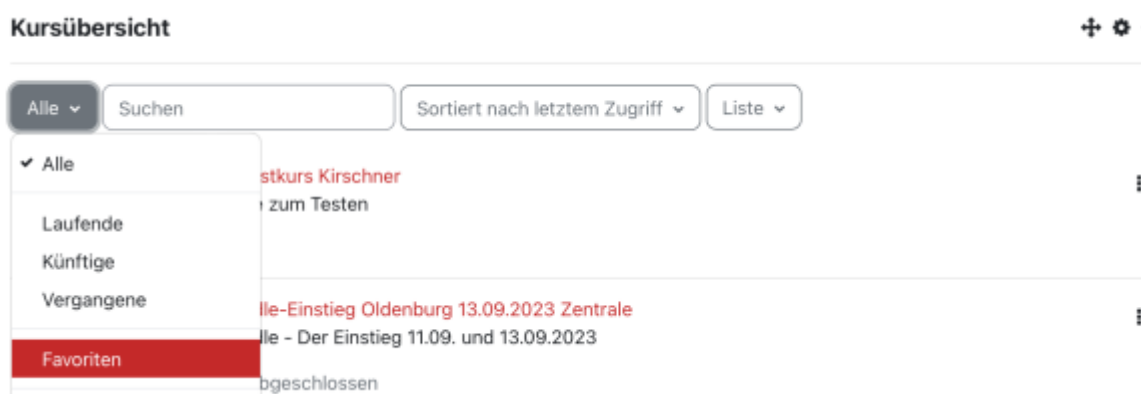 Kursübersicht
Alle
Suchen
Sortiert nach letztem Zugriff
Liste
Alle
Laufende
Künftige
Vergangene
Favoriten
stkurs Kirschner
zum Testen
lle-Einstieg Oldenburg 13.09.2023 Zentrale
lle - Der Einstieg 11.09. und 13.09.2023
bgeschlossen